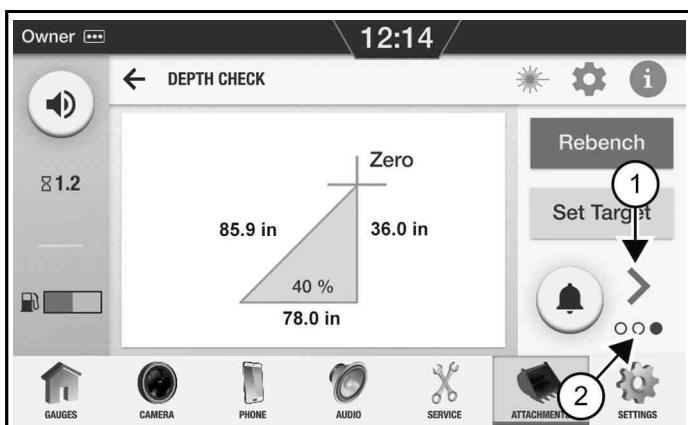 Owner
12:14
DEPTH CHECK
i
1.2
Rebench
1
Set Target
Zero
85.9 in
36.0 in
40 %
78.0 in
2
GAUGES
CAMERA
PHONE
AUDIO
SERVICE
ATTACHMENTS
SETTINGS